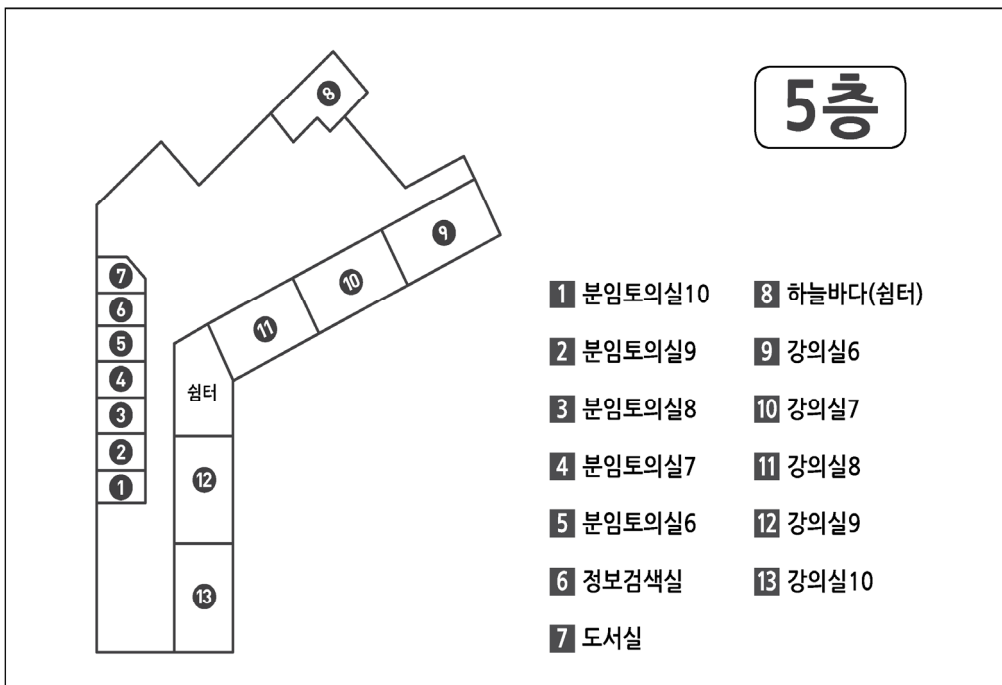 5층
8
9
10
11
쉼터
7
6
5
4
3
2
1
12
13
1 분임토의실10
2 분임토의실9
3 분임토의실8
4 분임토의실7
5 분임토의실6
6 정보검색실
7 도서실
8 하늘바다(쉼터)
9 강의실6
10 강의실7
11 강의실8
12 강의실9
13 강의실10